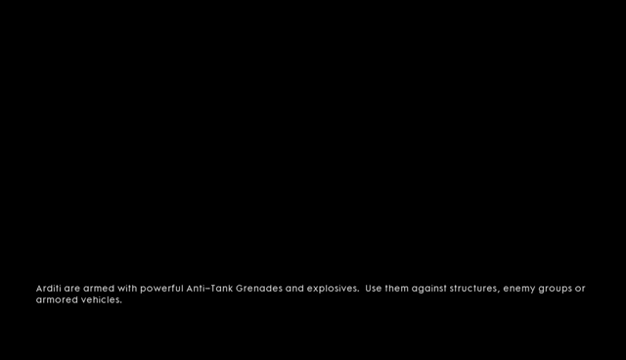 Arditi are armed with powerful Anti-Tank Grenades and explosives.  Use them against structures, enemy groups or
armored vehicles.